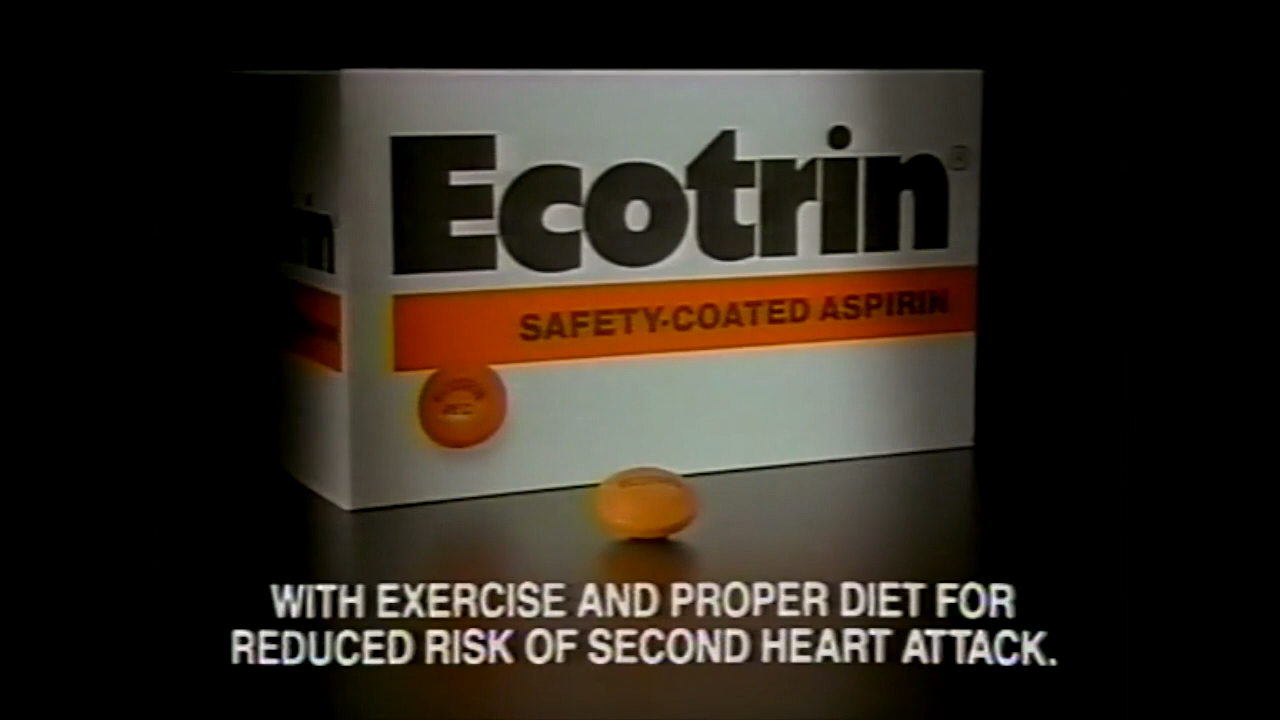 Ecotrin®
SAFETY-COATED ASPIRIN
WITH EXERCISE AND PROPER DIET FOR
REDUCED RISK OF SECOND HEART ATTACK.